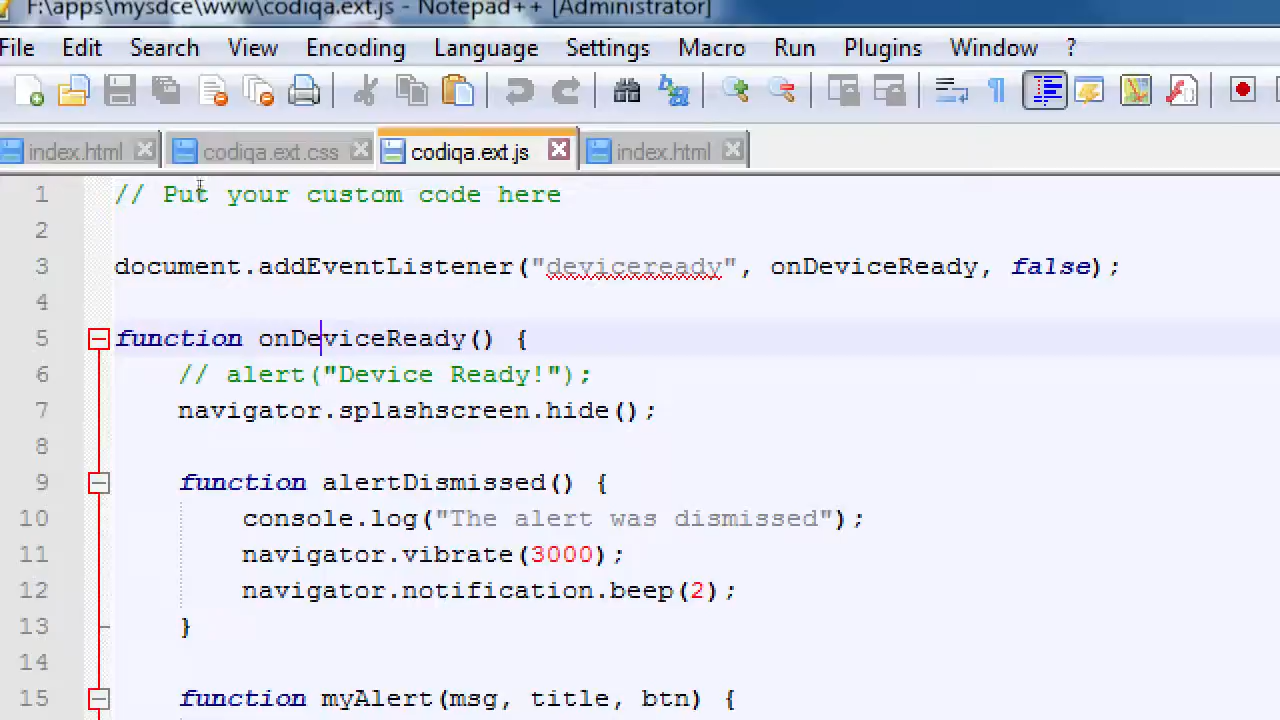 F:\apps\mysdce\www\codiqa.ext.js - Notepad++ [Administrator]
File Edit Search View Encoding Language Settings Macro Run Plugins Window ?
index.html codiqa.ext.css codiqa.ext.js index.html
1 // Put your custom code here
2
3 document.addEventListener("deviceready", onDeviceReady, false);
4
5 function onDeviceReady() {
6 // alert("Device Ready!");
7 navigator.splashscreen.hide();
8
9 function alertDismissed() {
10 console.log("The alert was dismissed");
11 navigator.vibrate(3000);
12 navigator.notification.beep(2);
13 }
14
15 function myAlert(msg, title, btn) {